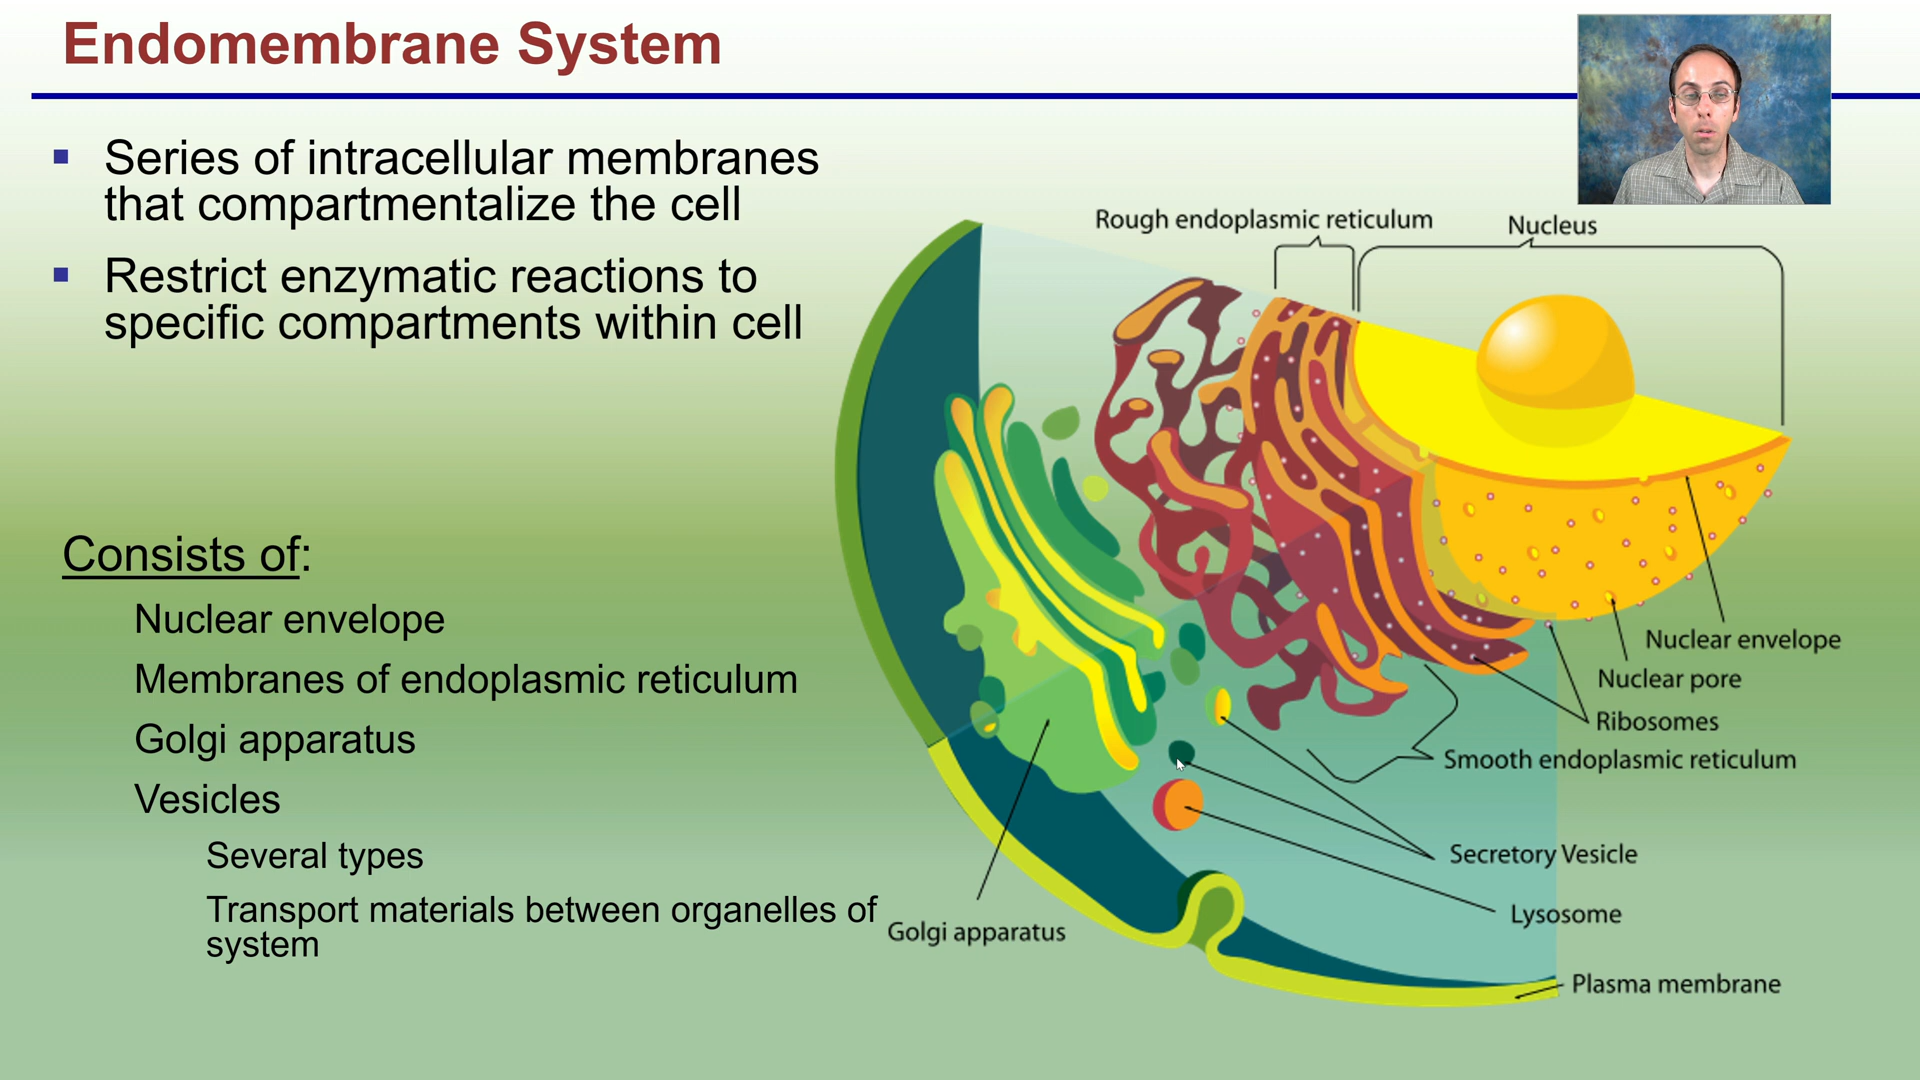 Endomembrane System
Series of intracellular membranes
that compartmentalize the cell
Restrict enzymatic reactions to
specific compartments within cell
Consists of:
Nuclear envelope
Membranes of endoplasmic reticulum
Golgi apparatus
Vesicles
Several types
Transport materials between organelles of
system
Rough endoplasmic reticulum
Nucleus
Nuclear envelope
Nuclear pore
Ribosomes
Smooth endoplasmic reticulum
Secretory Vesicle
Lysosome
Golgi apparatus
Plasma membrane